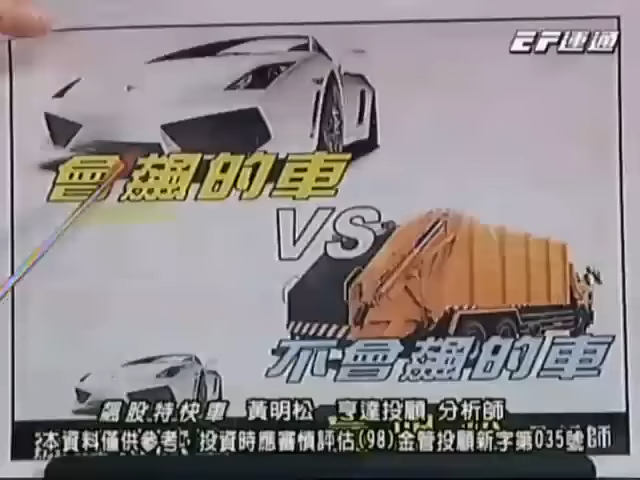 EF運通
會飆的車
VS
不會飆的車
飆股特快車 黃明松 亨達投顧 分析師
本資料僅供參考 投資時應審慎評估(98)金管投顧新字第035號
師